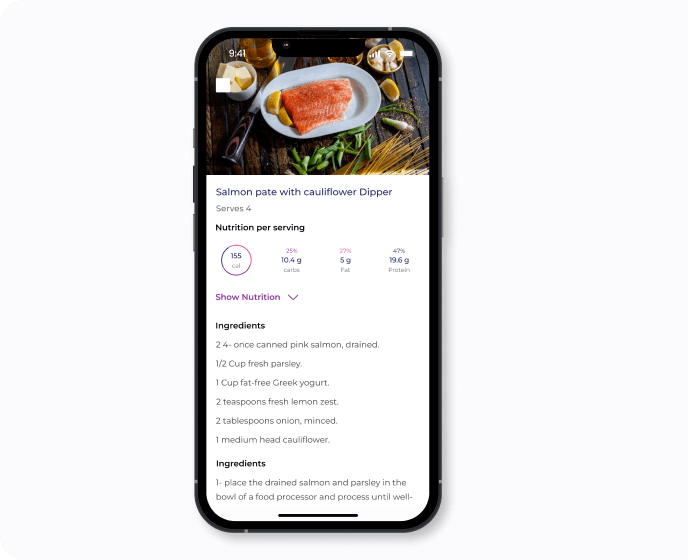 9:41
Salmon pate with cauliflower Dipper
Serves 4
Nutrition per serving
155
cal
25%
10.4 g
carbs
27%
5 g
Fat
47%
19.6 g
Protein
Show Nutrition
Ingredients
2 4- once canned pink salmon, drained.
1/2 Cup fresh parsley.
1 Cup fat-free Greek yogurt.
2 teaspoons fresh lemon zest.
2 tablespoons onion, minced.
1 medium head cauliflower.
Ingredients
1- place the drained salmon and parsley in the
bowl of a food processor and process until well-